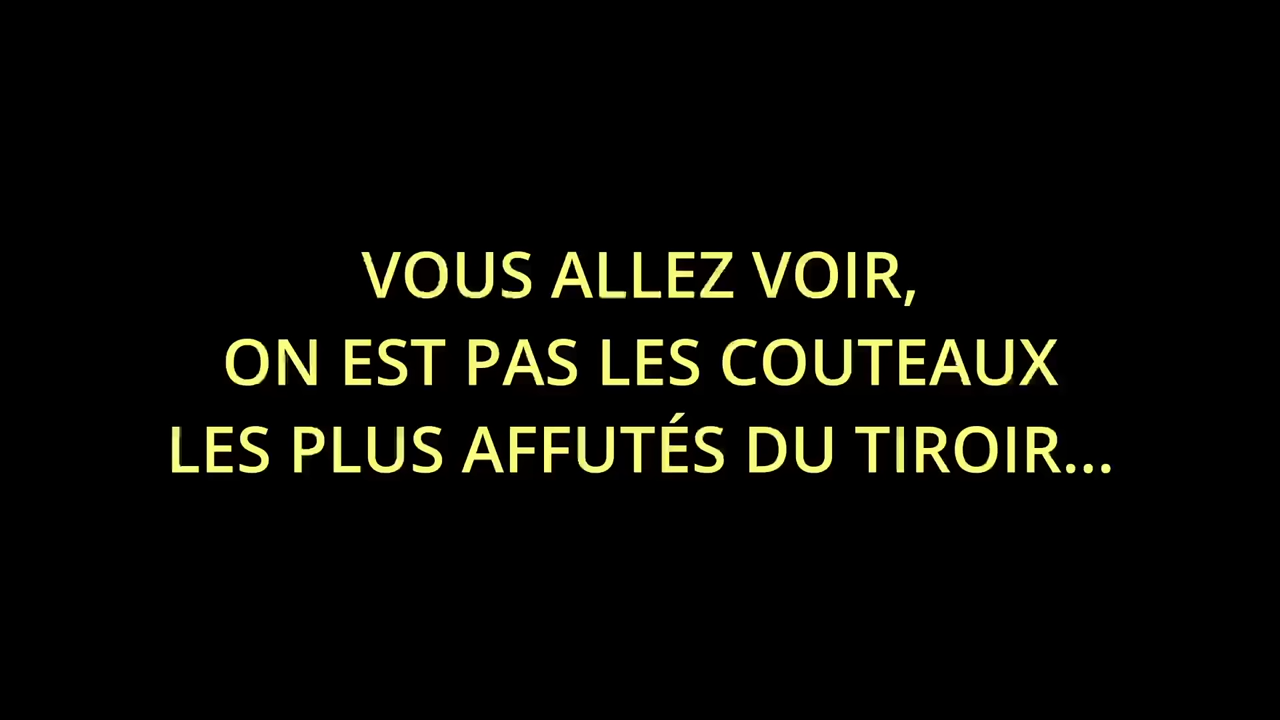 VOUS ALLEZ VOIR,
ON EST PAS LES COUTEAUX
LES PLUS AFFUTÉS DU TIROIR...